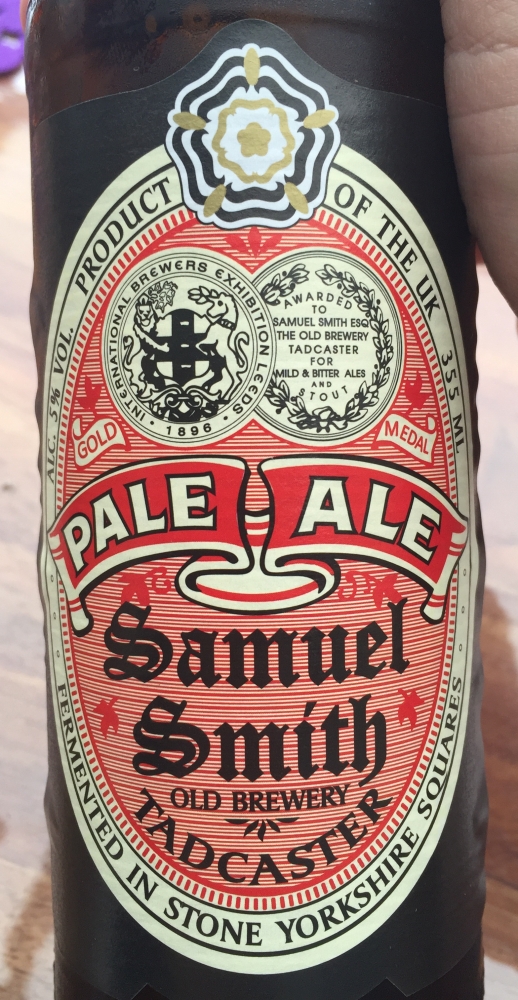 PRODUCT OF THE UK 355 ML
ALC. 5% VOL.
INTERNATIONAL BREWERS EXHIBITION LEEDS
· 1896 ·
AWARDED
TO
SAMUEL SMITH ESQ
THE OLD BREWERY
TADCASTER
FOR
MILD & BITTER ALES
AND
STOUT
GOLD MEDAL
PALE ALE
Samuel
Smith
OLD BREWERY
TADCASTER
FERMENTED IN STONE YORKSHIRE SQUARES